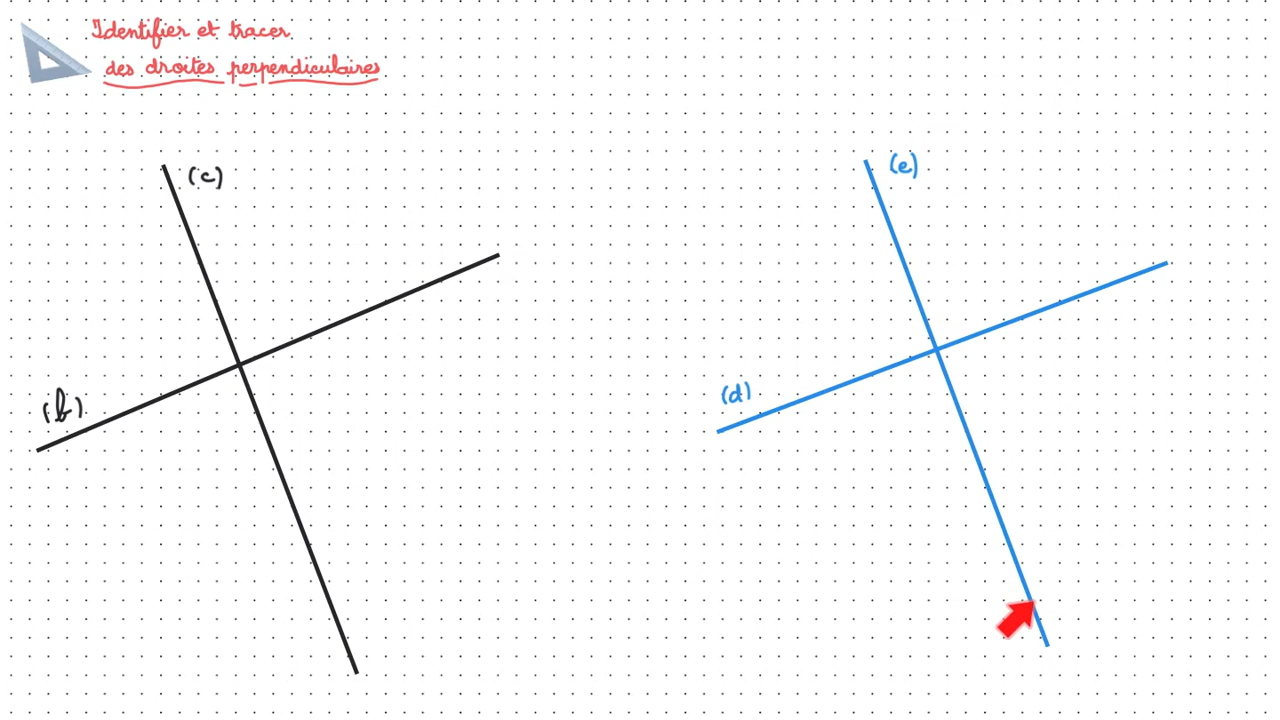 Identifier et tracer
des droites perpendiculaires
(c)
(e)
(d)
(b)